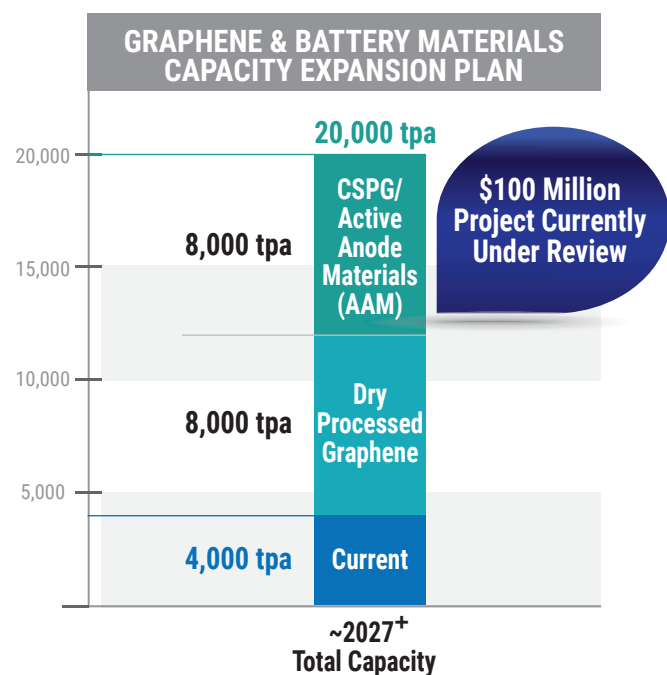 GRAPHENE & BATTERY MATERIALS
CAPACITY EXPANSION PLAN
20,000 tpa
20,000
15,000
10,000
5,000
8,000 tpa
CSPG/
Active
Anode
Materials
(AAM)
$100 Million
Project Currently
Under Review
8,000 tpa
Dry
Processed
Graphene
4,000 tpa
Current
~2027+
Total Capacity